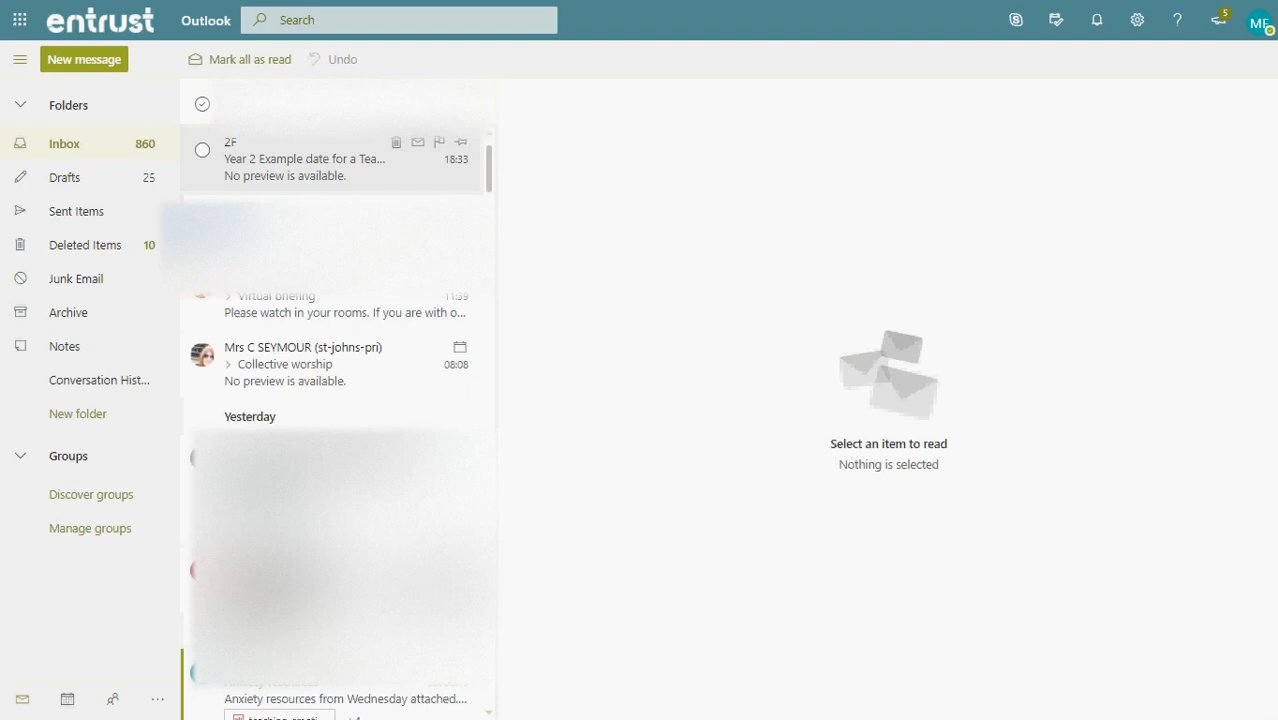 entrust Outlook Search 5 MF
New message Mark all as read Undo
Folders
Inbox 860
Drafts 25
Sent Items
Deleted Items 10
Junk Email
Archive
Notes
Conversation Hist...
New folder
Groups
Discover groups
Manage groups
2F
Year 2 Example date for a Tea... 18:33
No preview is available.
Virtual briefing 11:39
Please watch in your rooms. If you are with o...
Mrs C SEYMOUR (st-johns-pri)
Collective worship 08:08
No preview is available.
Yesterday
Anxiety resources from Wednesday attached....
Select an item to read
Nothing is selected